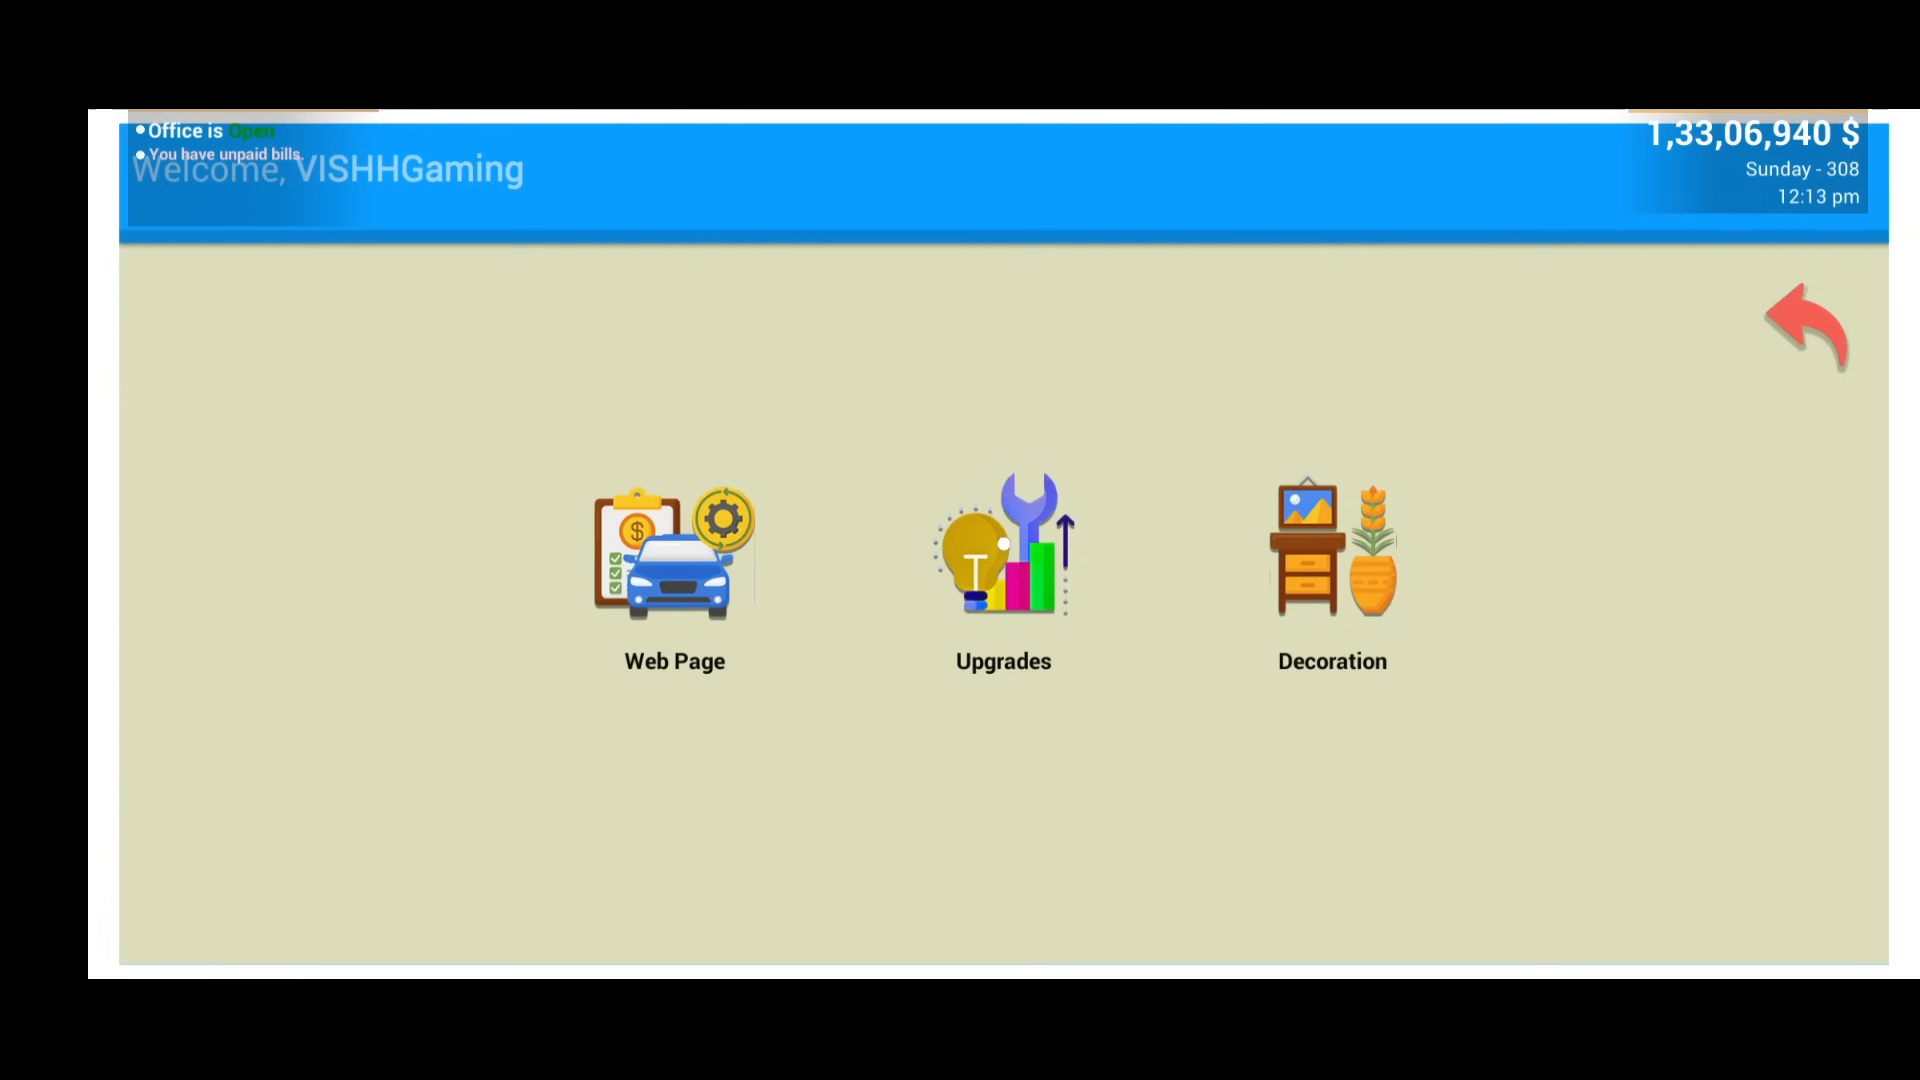 Office is Open
You have unpaid bills.
Welcome, VISHHGaming
1,33,06,940 $
Sunday - 308
12:13 pm
$
Web Page
Upgrades
Decoration